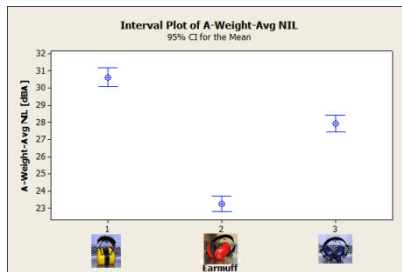 Interval Plot of A-Weight-Avg NIL
95% CI for the Mean
A-Weight-Avg NIL [dBA]
32
31
30
29
28
27
26
25
24
23
1 2 3
Earmuff